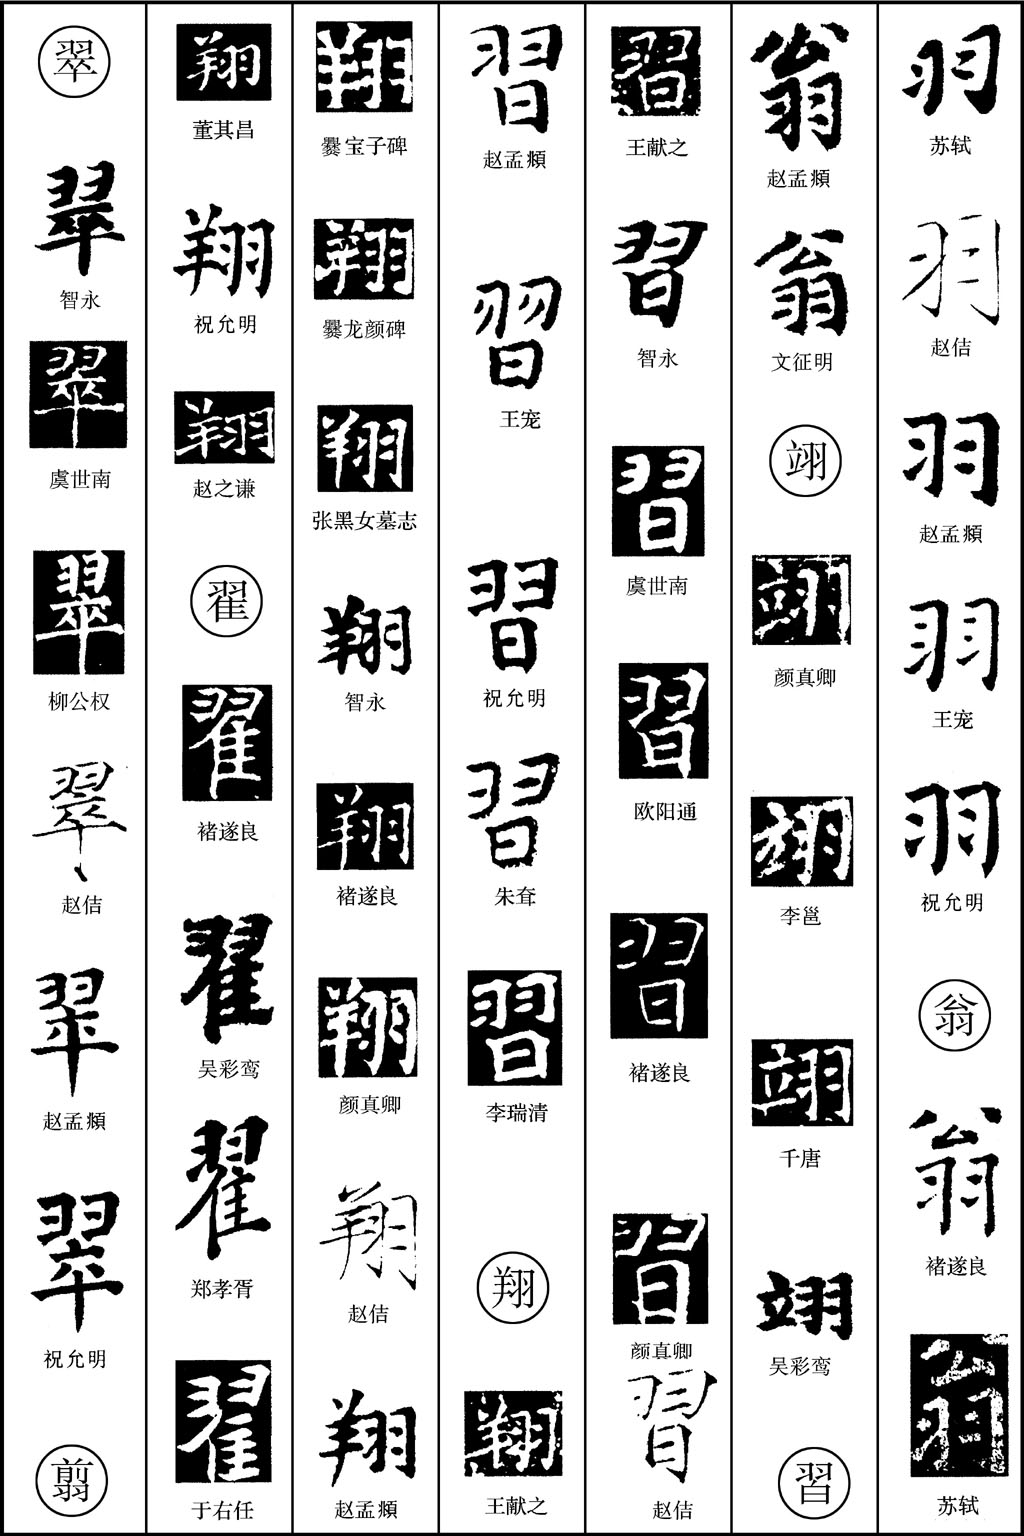 羽
苏轼
羽
赵佶
羽
赵孟頫
羽
王宠
羽
祝允明
翁
翁
褚遂良
翁
苏轼
翁
赵孟頫
翁
文征明
翊
翊
颜真卿
翊
李邕
翊
千唐
翊
吴彩鸾
習
習
王献之
習
智永
習
虞世南
習
欧阳通
習
褚遂良
習
颜真卿
習
赵佶
習
赵孟頫
習
王宠
習
祝允明
習
朱耷
習
李瑞清
翔
翔
王献之
翔
爨宝子碑
翔
爨龙颜碑
翔
张黑女墓志
翔
智永
翔
褚遂良
翔
颜真卿
翔
赵佶
翔
赵孟頫
翔
董其昌
翔
祝允明
翔
赵之谦
翟
翟
褚遂良
翟
吴彩鸾
翟
郑孝胥
翟
于右任
翠
翠
智永
翠
虞世南
翠
柳公权
翠
赵佶
翠
赵孟頫
翠
祝允明
翦